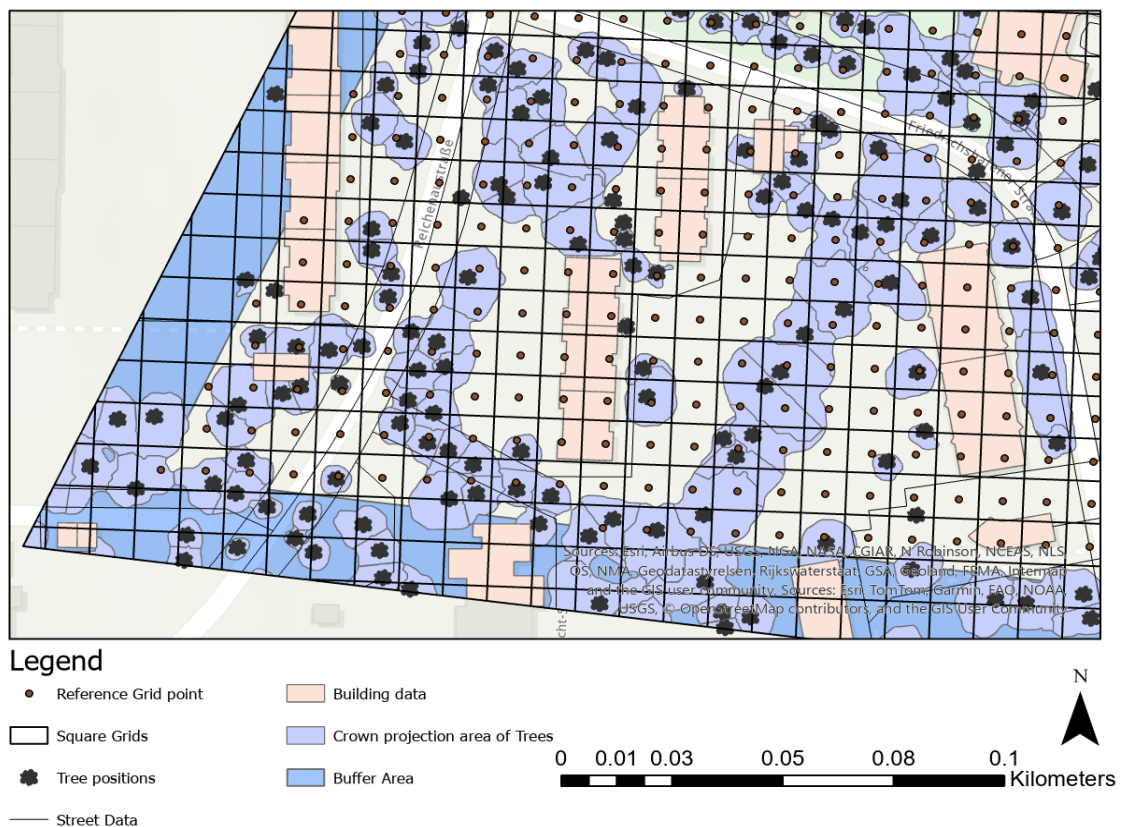 Reichenaustraße
Friedrichshafener Stra
Sources: Esri, Airbus DS, USGS, NGA, NASA, CGIAR, N Robinson, NCEAS, NLS,
OS, NMA, Geodatastyrelsen, Rijkswaterstaat, GSA, Geoland, FEMA, Intermap
and the GIS user community, Sources: Esri, TomTom, Garmin, FAO, NOAA,
USGS, © OpenStreetMap contributors, and the GIS User Community
cht-S
Legend
Reference Grid point
Square Grids
Tree positions
Street Data
Building data
Crown projection area of Trees
Buffer Area
N
0 0.01 0.03 0.05 0.08 0.1
Kilometers